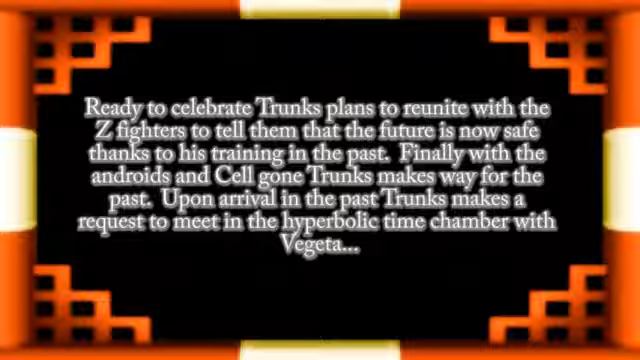 Ready to celebrate Trunks plans to reunite with the
Z fighters to tell them that the future is now safe
thanks to his training in the past.  Finally with the
androids and Cell gone Trunks makes way for the
past.  Upon arrival in the past Trunks makes a
request to meet in the hyperbolic time chamber with
Vegeta...